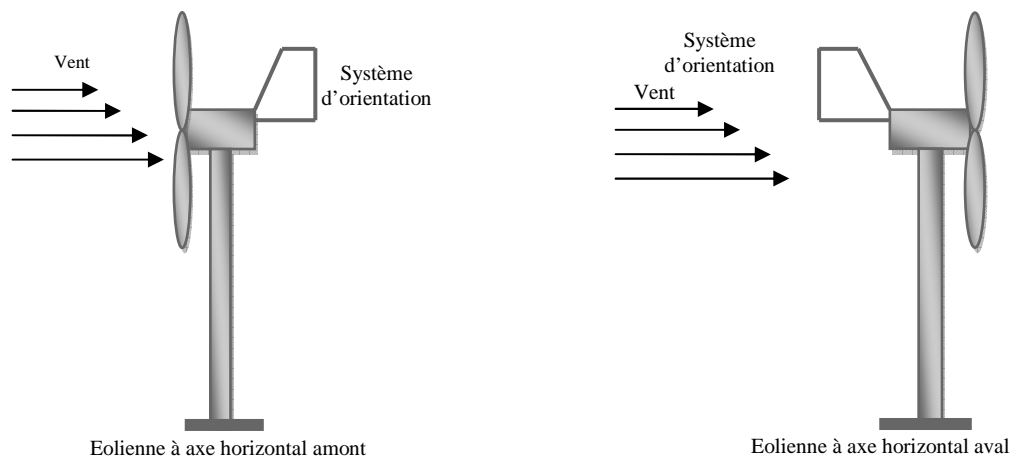 Vent
Système
d'orientation
Eolienne à axe horizontal amont
Système
d'orientation
Vent
Eolienne à axe horizontal aval